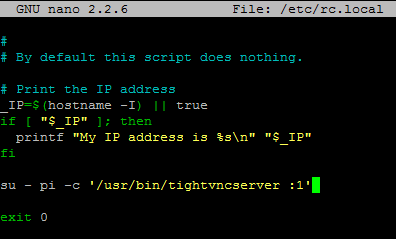 GNU nano 2.2.6 File: /etc/rc.local
#
# By default this script does nothing.
# Print the IP address
_IP=$(hostname -I) || true
if [ "$_IP" ]; then
printf "My IP address is %s\n" "$_IP"
fi
su - pi -c '/usr/bin/tightvncserver :1'
exit 0